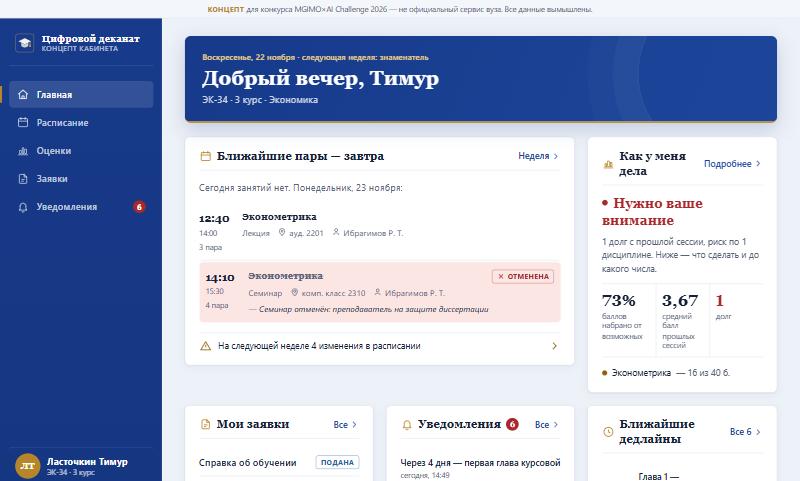 КОНЦЕПТ для конкурса MGIMO×AI Challenge 2026 — не официальный сервис вуза. Все данные вымышлены.
Цифровой деканат
КОНЦЕПТ КАБИНЕТА
Главная
Расписание
Оценки
Заявки
Уведомления 6
ЛТ
Ласточкин Тимур
ЭК-34 · 3 курс
Воскресенье, 22 ноября · следующая неделя: знаменатель
Добрый вечер, Тимур
ЭК-34 · 3 курс · Экономика
Ближайшие пары — завтра
Неделя
Сегодня занятий нет. Понедельник, 23 ноября:
12:40 Эконометрика
14:00 Лекция ауд. 2201 Ибрагимов Р. Т.
3 пара
14:10 Эконометрика × ОТМЕНЕНА
15:30 Семинар комп. класс 2310 Ибрагимов Р. Т.
4 пара — Семинар отменён: преподаватель на защите диссертации
На следующей неделе 4 изменения в расписании
Как у меня
дела
Подробнее
Нужно ваше
внимание
1 долг с прошлой сессии, риск по 1
дисциплине. Ниже — что сделать и до
какого числа.
73%
баллов
набрано от
возможных
3,67
средний
балл
прошлых
сессий
1
долг
Эконометрика — 16 из 40 б.
Мои заявки
Все
Справка об обучении ПОДАНА
Уведомления 6
Все
Через 4 дня — первая глава курсовой
сегодня, 14:49
Ближайшие
дедлайны
Все 6
Глава 1 —